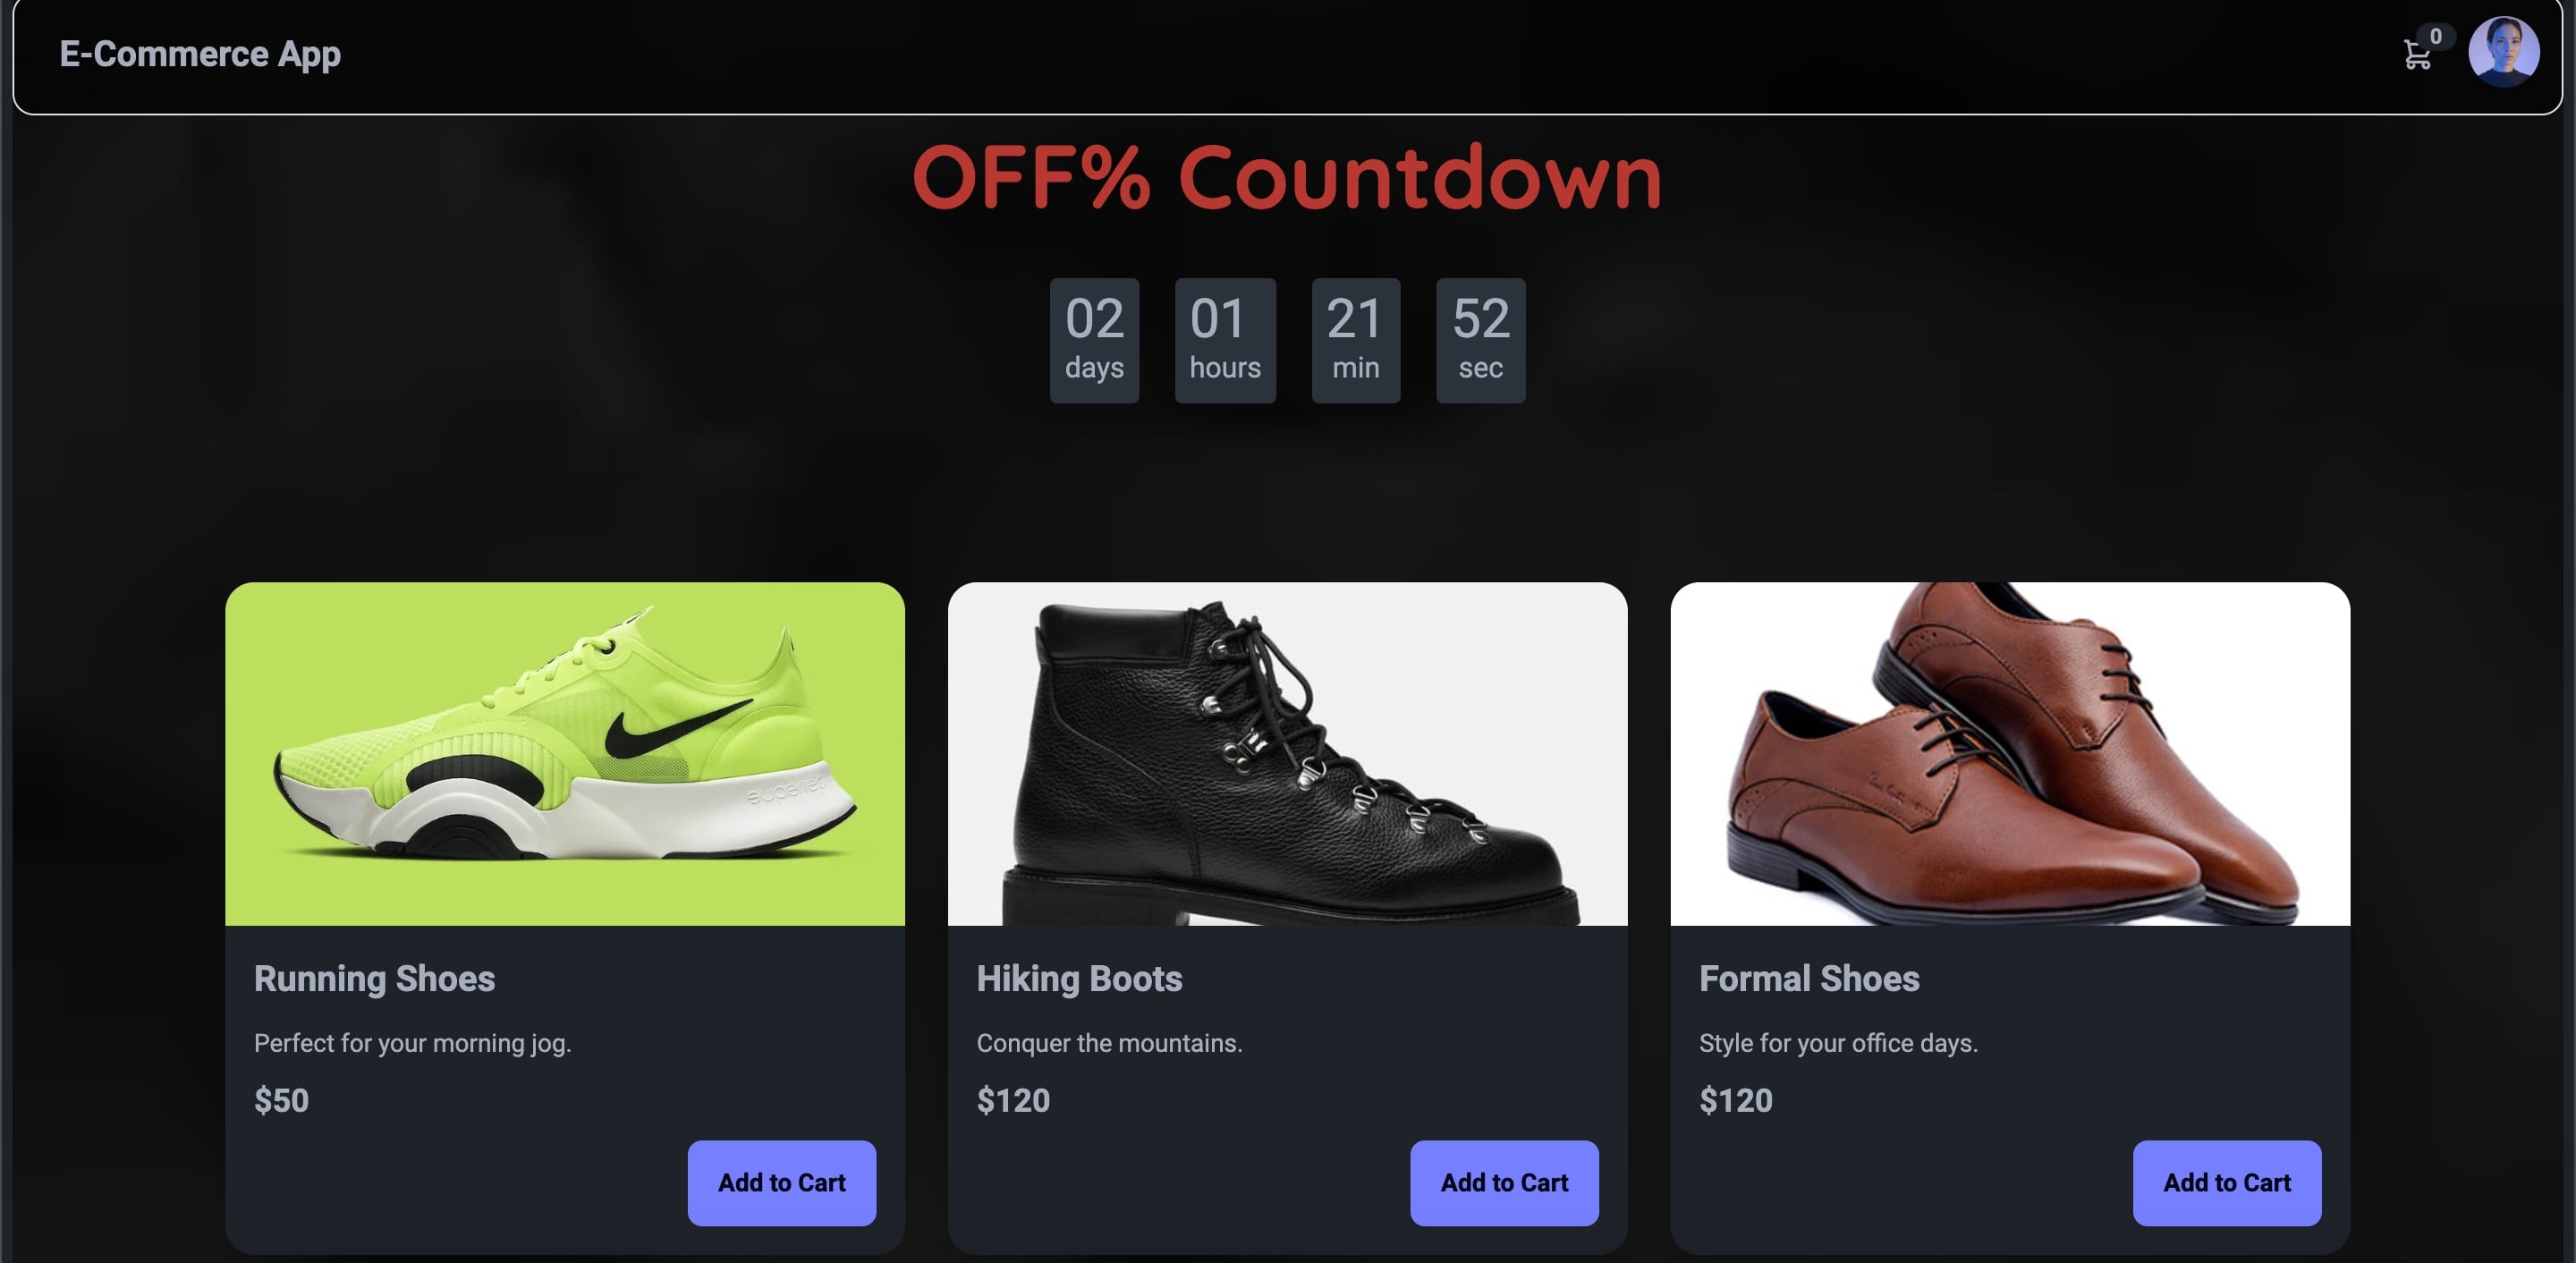 E-Commerce App
0
OFF% Countdown
02 01 21 52
days hours min sec
superrep
Running Shoes
Perfect for your morning jog.
$50
Add to Cart
Hiking Boots
Conquer the mountains.
$120
Add to Cart
Formal Shoes
Style for your office days.
$120
Add to Cart